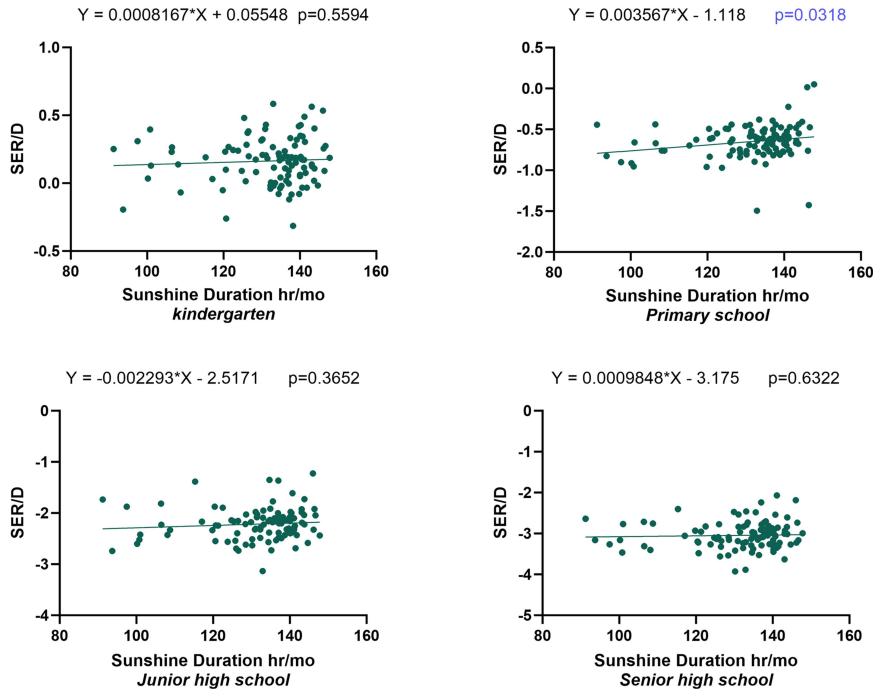 Y = 0.0008167*X + 0.05548 p=0.5594
1.0
0.5
0.0
-0.5
SER/D
80 100 120 140 160
Sunshine Duration hr/mo
kindergarten
Y = 0.003567*X - 1.118 p=0.0318
0.5
0.0
-0.5
-1.0
-1.5
-2.0
SER/D
80 100 120 140 160
Sunshine Duration hr/mo
Primary school
Y = -0.002293*X - 2.5171 p=0.3652
0
-1
-2
-3
-4
SER/D
80 100 120 140 160
Sunshine Duration hr/mo
Junior high school
Y = 0.0009848*X - 3.175 p=0.6322
0
-1
-2
-3
-4
-5
SER/D
80 100 120 140 160
Sunshine Duration hr/mo
Senior high school